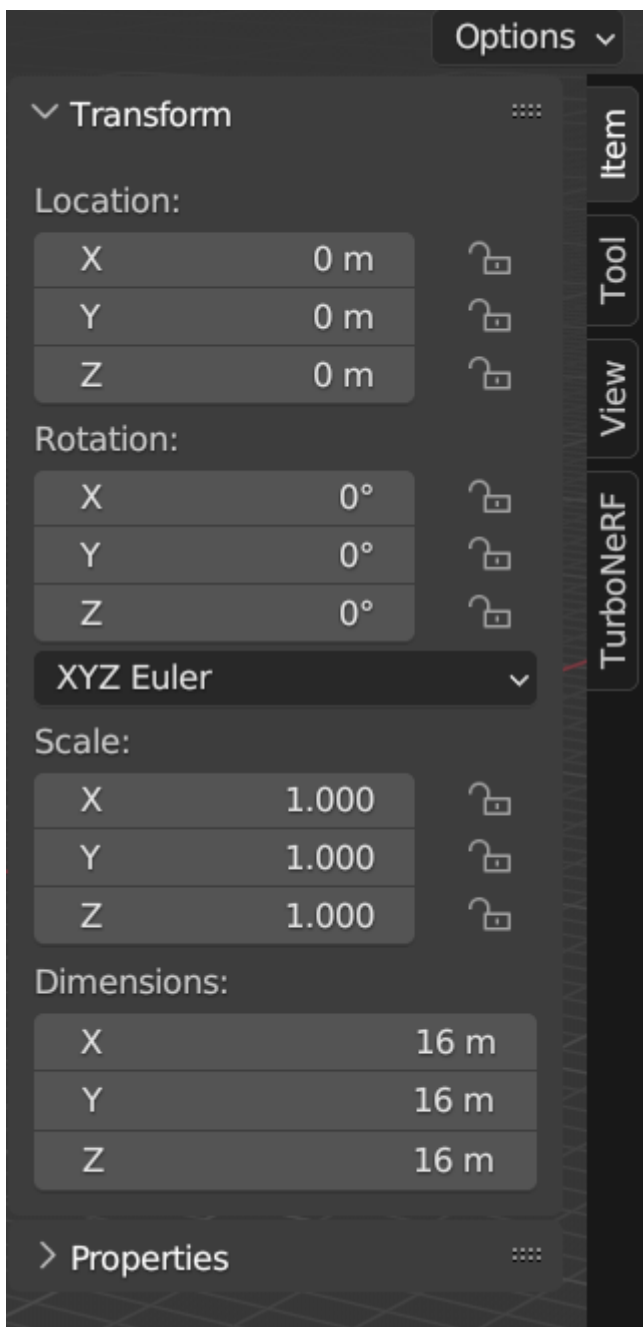 Options
Transform
Location:
X 0 m
Y 0 m
Z 0 m
Rotation:
X 0°
Y 0°
Z 0°
XYZ Euler
Scale:
X 1.000
Y 1.000
Z 1.000
Dimensions:
X 16 m
Y 16 m
Z 16 m
Properties
Item
Tool
View
TurboNeRF